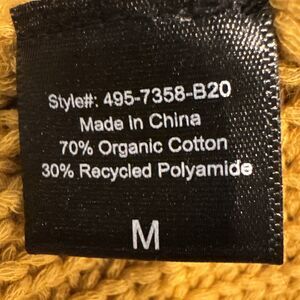 Style#: 495-7358-B20
Made in China
70% Organic Cotton
30% Recycled Polyamide
M